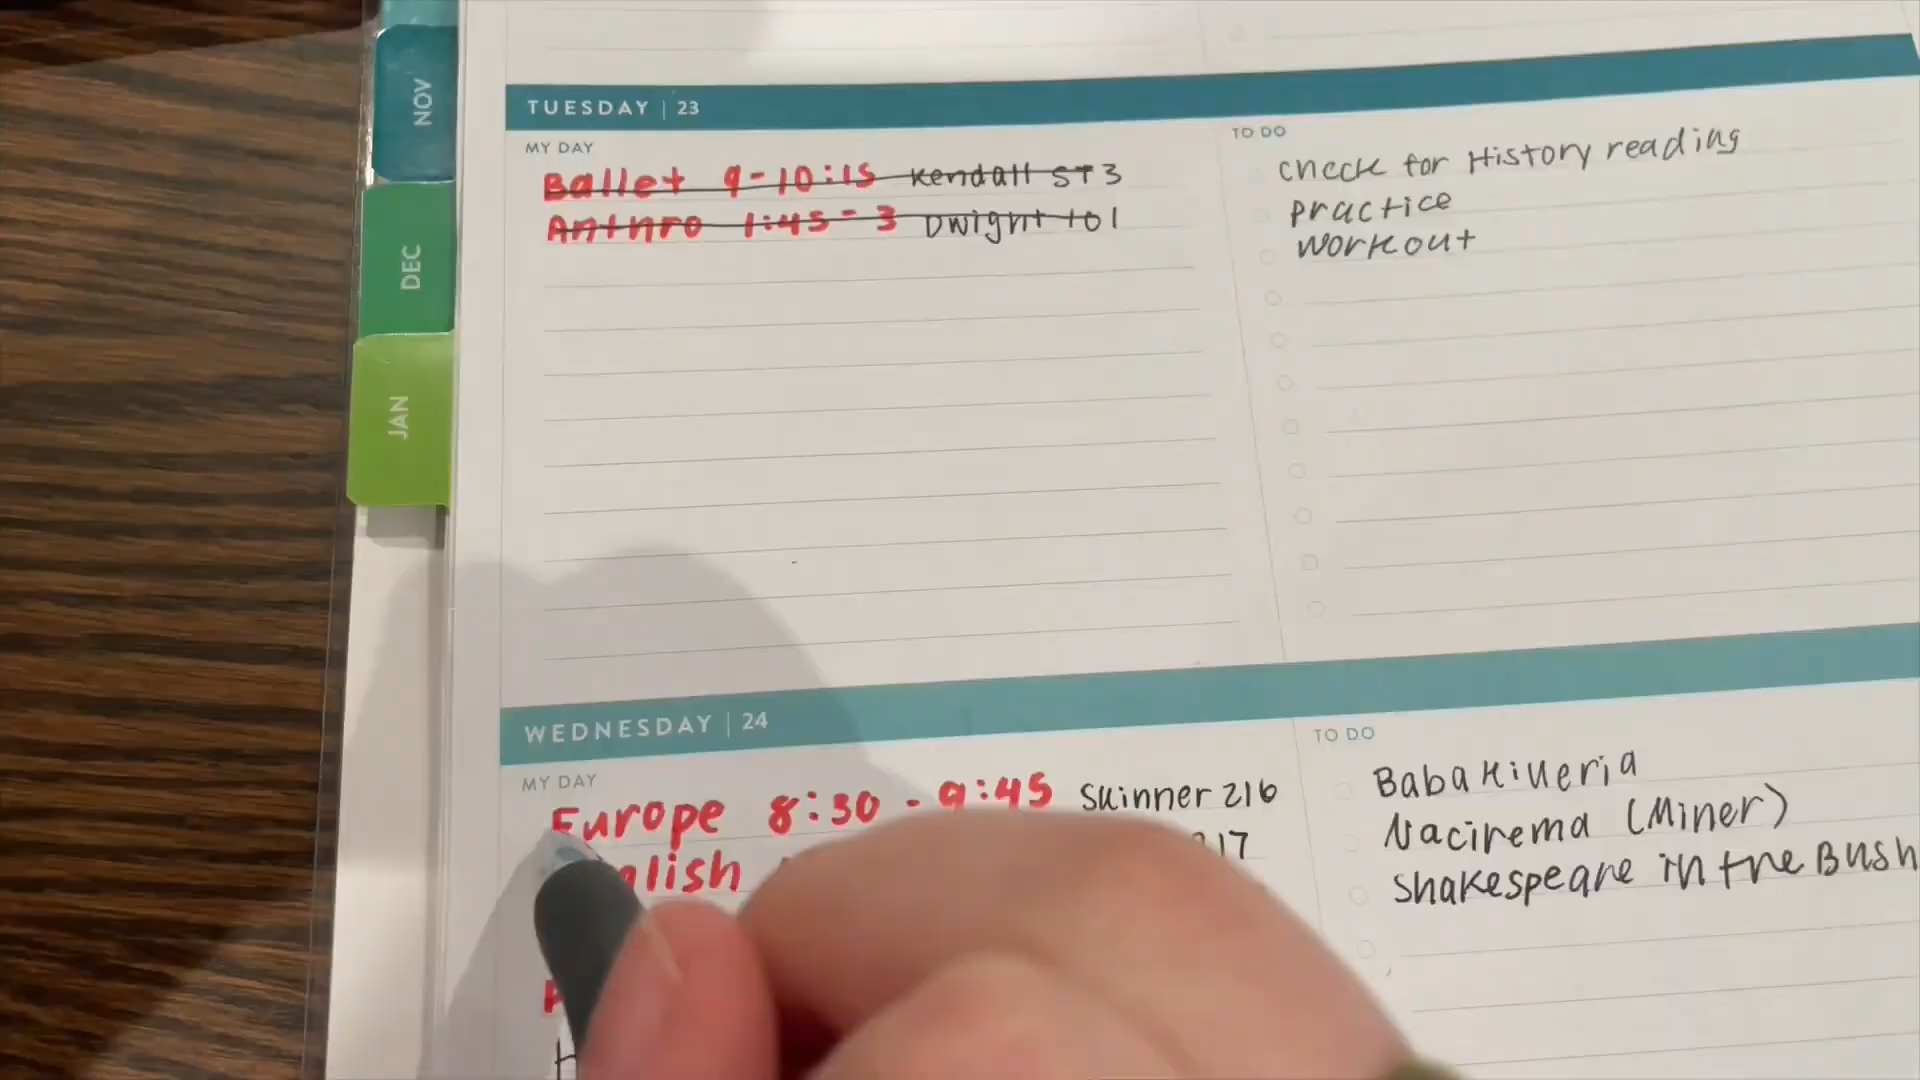 NOV
DEC
JAN
TUESDAY | 23
MY DAY
Ballet 9-10:15 Kendall ST3
Anthro 1:45-3 Dwight 101
TO DO
check for History reading
practice
workout
WEDNESDAY | 24
MY DAY
Europe 8:30 - 9:45 Skinner 216
TO DO
BabaKiueria
Nacirema (Miner)
Shakespeare in the Bush